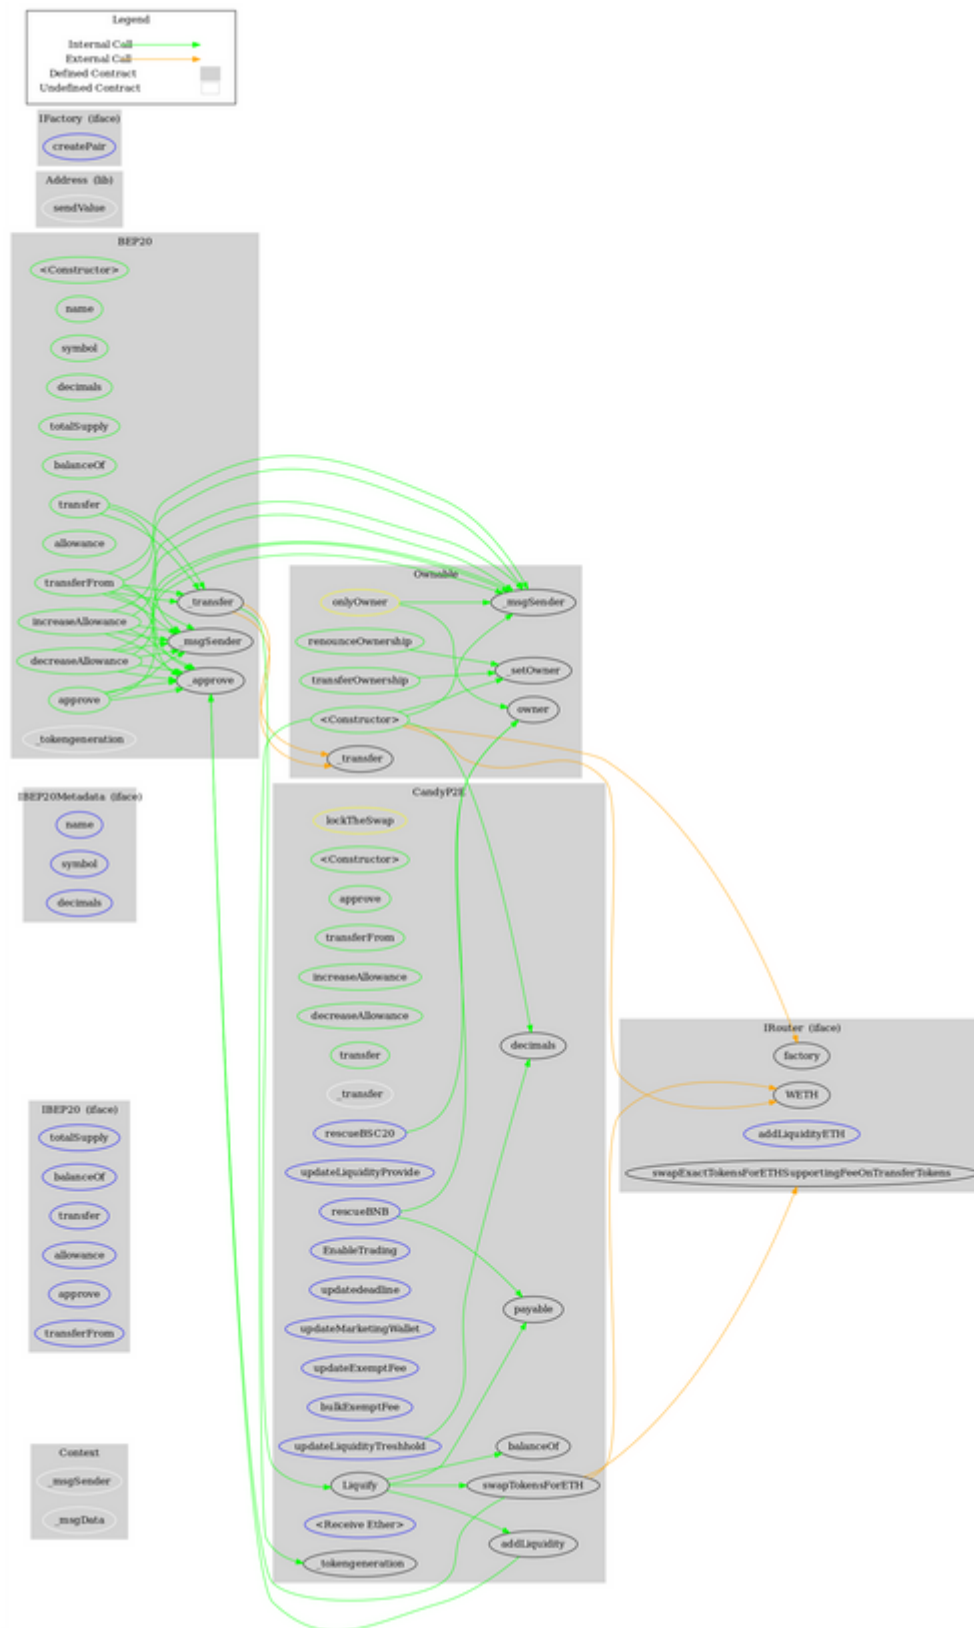 Legend
Internal Call
External Call
Defined Contract
Undefined Contract
IFactory (iface)
createPair
Address (lib)
sendValue
BEP20
<Constructor>
name
symbol
decimals
totalSupply
balanceOf
transfer
allowance
transferFrom
increaseAllowance
decreaseAllowance
approve
_tokengeneration
_transfer
_msgSender
_approve
Ownable
onlyOwner
renounceOwnership
transferOwnership
<Constructor>
_transfer
_msgSender
_setOwner
owner
IBEP20Metadata (iface)
name
symbol
decimals
CandyP2E
lockTheSwap
<Constructor>
approve
transferFrom
increaseAllowance
decreaseAllowance
transfer
_transfer
rescueBSC20
updateLiquidityProvide
rescueBNB
EnableTrading
updatedeadline
updateMarketingWallet
updateExemptFee
bulkExemptFee
updateLiquidityTreshhold
Liquify
<Receive Ether>
_tokengeneration
decimals
payable
balanceOf
swapTokensForETH
addLiquidity
IRouter (iface)
factory
WETH
addLiquidityETH
swapExactTokensForETHSupportingFeeOnTransferTokens
IBEP20 (iface)
totalSupply
balanceOf
transfer
allowance
approve
transferFrom
Context
_msgSender
_msgData